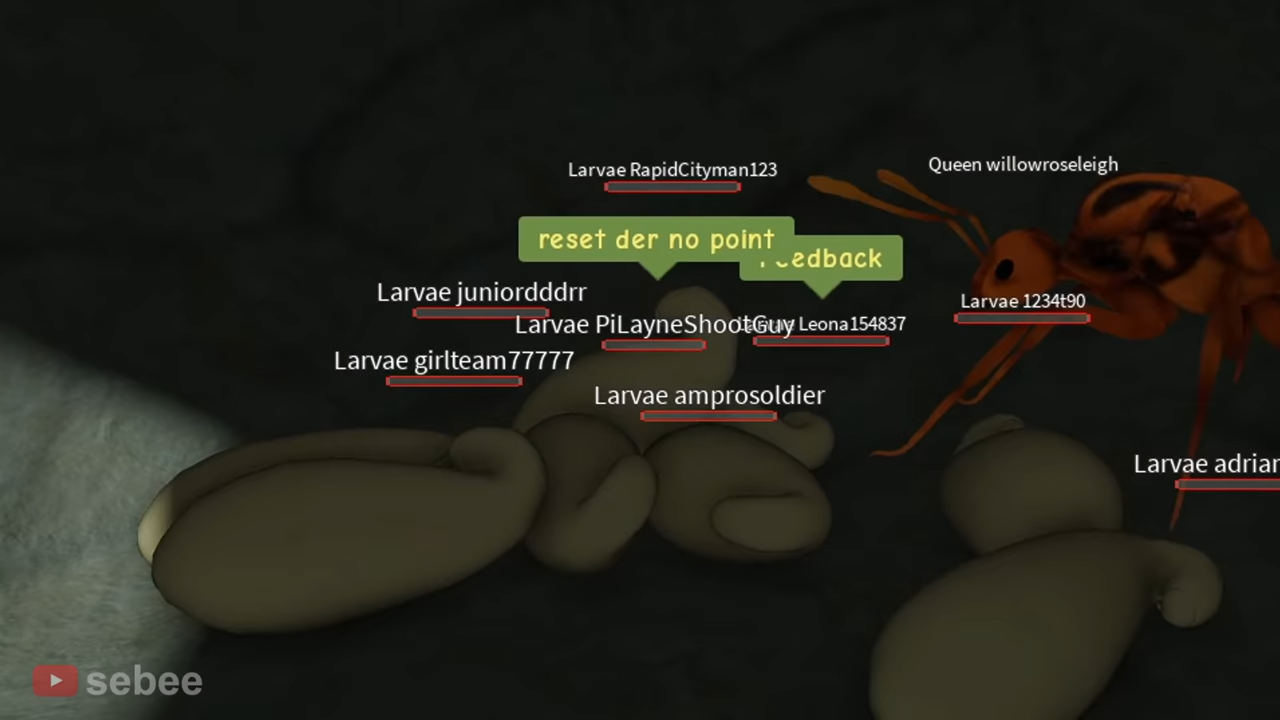 Larvae RapidCityman123
Queen willowroseleigh
reset der no point
edback
Larvae juniordddrr
Larvae 1234t90
Larvae PiLayneShootGuy
Leona154837
Larvae girlteam77777
Larvae amprosoldier
Larvae adriar
sebee